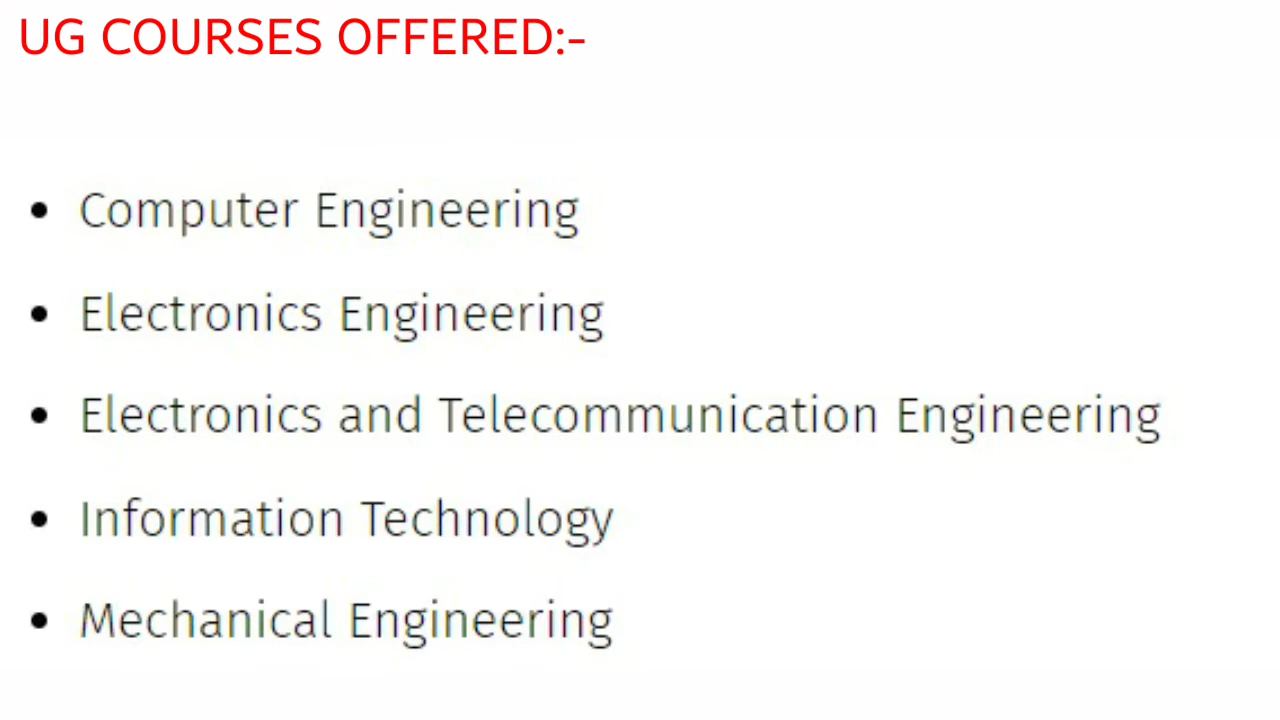 UG COURSES OFFERED:-
• Computer Engineering
• Electronics Engineering
• Electronics and Telecommunication Engineering
• Information Technology
• Mechanical Engineering